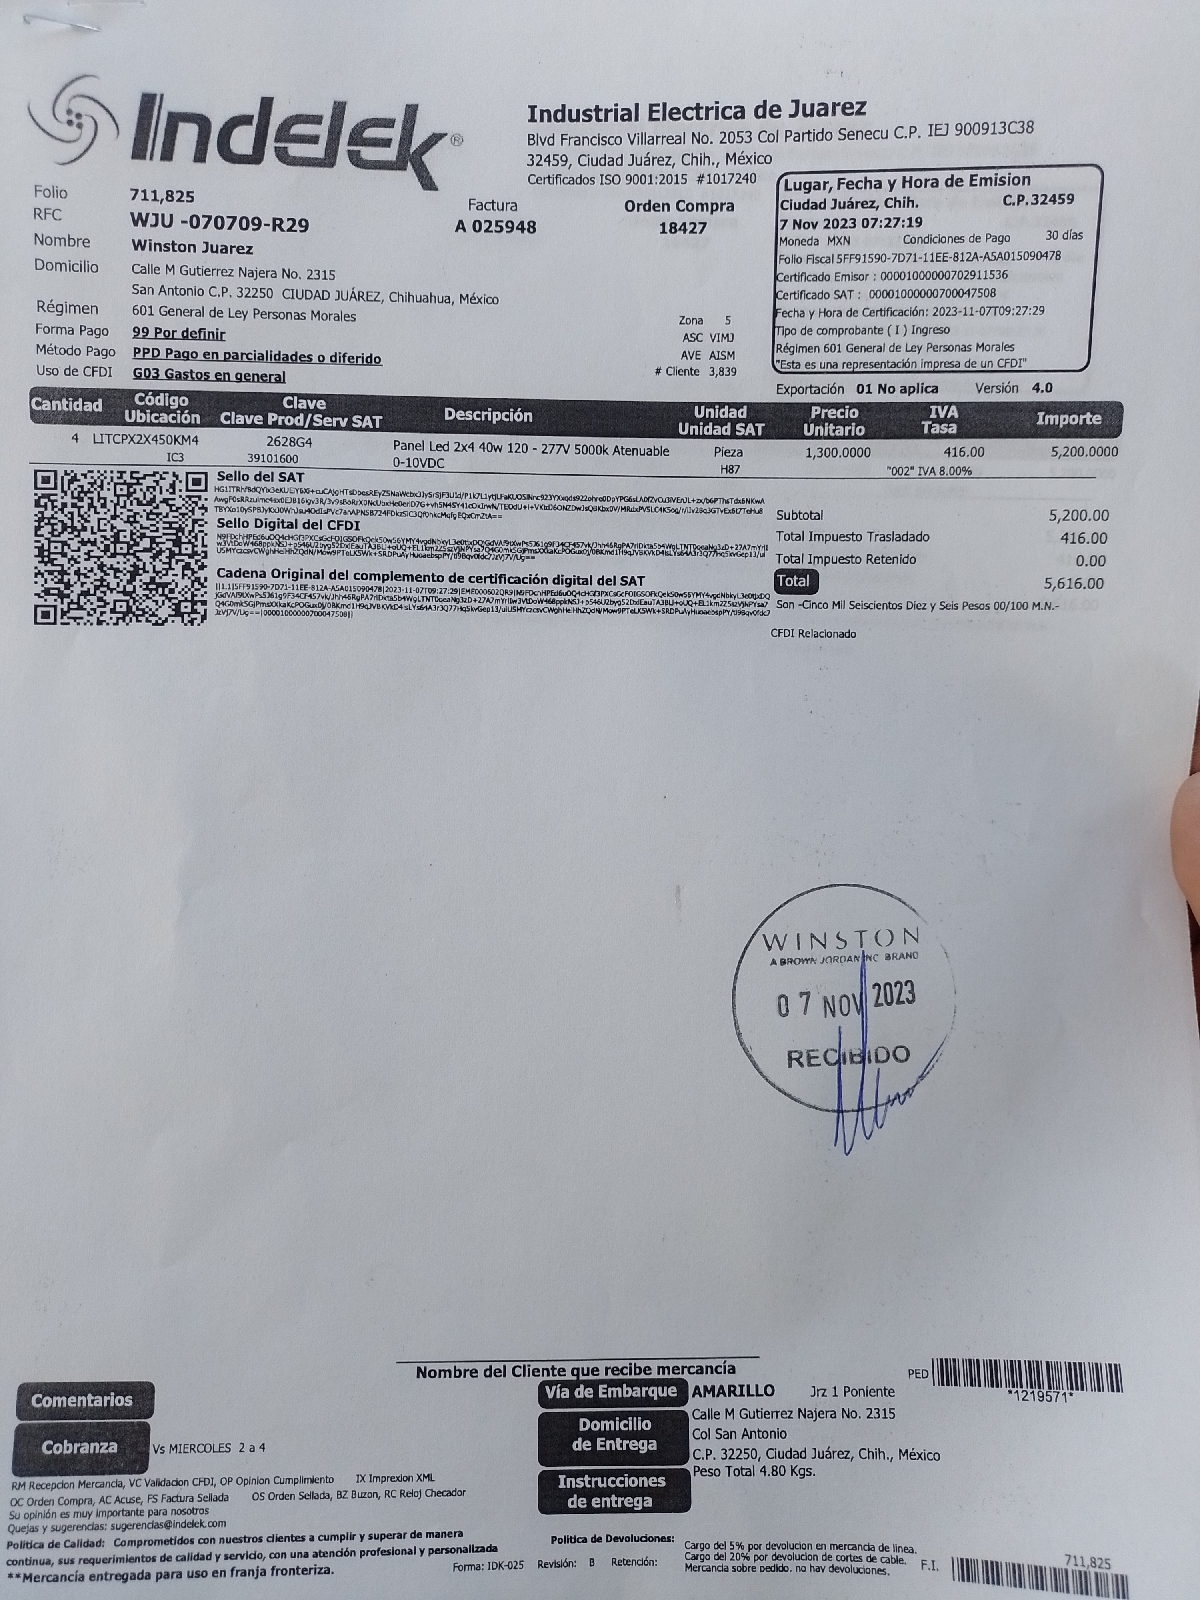 Indelek®
Industrial Electrica de Juarez
Blvd Francisco Villarreal No. 2053 Col Partido Senecu C.P. IEJ 900913C38
32459, Ciudad Juárez, Chih., México
Certificados ISO 9001:2015 #1017240
Folio 711,825
RFC WJU -070709-R29
Nombre Winston Juarez
Domicilio Calle M Gutierrez Najera No. 2315
San Antonio C.P. 32250 CIUDAD JUÁREZ, Chihuahua, México
Régimen 601 General de Ley Personas Morales
Forma Pago 99 Por definir
Método Pago PPD Pago en parcialidades o diferido
Uso de CFDI G03 Gastos en general
Factura
A 025948
Orden Compra
18427
Zona 5
ASC VIMJ
AVE AISM
# Cliente 3,839
Lugar, Fecha y Hora de Emision
Ciudad Juárez, Chih. C.P.32459
7 Nov 2023 07:27:19
Moneda MXN Condiciones de Pago 30 días
Folio Fiscal 5FF91590-7D71-11EE-812A-A5A015090478
Certificado Emisor : 00001000000702911536
Certificado SAT : 00001000000700047508
Fecha y Hora de Certificación: 2023-11-07T09:27:29
Tipo de comprobante ( I ) Ingreso
Régimen 601 General de Ley Personas Morales
"Esta es una representación impresa de un CFDI"
Exportación 01 No aplica Versión 4.0
Cantidad Código Ubicación Clave Clave Prod/Serv SAT Descripción Unidad Unidad SAT Precio Unitario IVA Tasa Importe
4 LITCPX2X450KM4 2628G4 Panel Led 2x4 40w 120 - 277V 5000k Atenuable Pieza 1,300.0000 416.00 5,200.0000
IC3 39101600 0-10VDC H87 "002" IVA 8.00%
Sello del SAT
Sello Digital del CFDI
Cadena Original del complemento de certificación digital del SAT
Subtotal 5,200.00
Total Impuesto Trasladado 416.00
Total Impuesto Retenido 0.00
Total 5,616.00
Son -Cinco Mil Seiscientos Diez y Seis Pesos 00/100 M.N.-
CFDI Relacionado
WINSTON
A BROWN JORDAN INC BRAND
07 NOV 2023
RECIBIDO
Nombre del Cliente que recibe mercancía
PED *1219571*
Comentarios
Cobranza Vs MIERCOLES 2 a 4
Vía de Embarque AMARILLO Jrz 1 Poniente
Domicilio de Entrega Calle M Gutierrez Najera No. 2315
Col San Antonio
C.P. 32250, Ciudad Juárez, Chih., México
Peso Total 4.80 Kgs.
Instrucciones de entrega
RM Recepcion Mercancia, VC Validacion CFDI, OP Opinion Cumplimiento IX Imprexion XML
OC Orden Compra, AC Acuse, FS Factura Sellada OS Orden Sellada, BZ Buzon, RC Reloj Checador
Su opinión es muy importante para nosotros
Quejas y sugerencias: sugerencias@indelek.com
Politica de Calidad: Comprometidos con nuestros clientes a cumplir y superar de manera
continua, sus requerimientos de calidad y servicio, con una atención profesional y personalizada
**Mercancía entregada para uso en franja fronteriza.
Forma: IDK-025 Revisión: B Retención:
Politica de Devoluciones: Cargo del 5% por devolucion en mercancia de linea.
Cargo del 20% por devolucion de cortes de cable.
Mercancia sobre pedido, no hay devoluciones.
F.I. 711,825